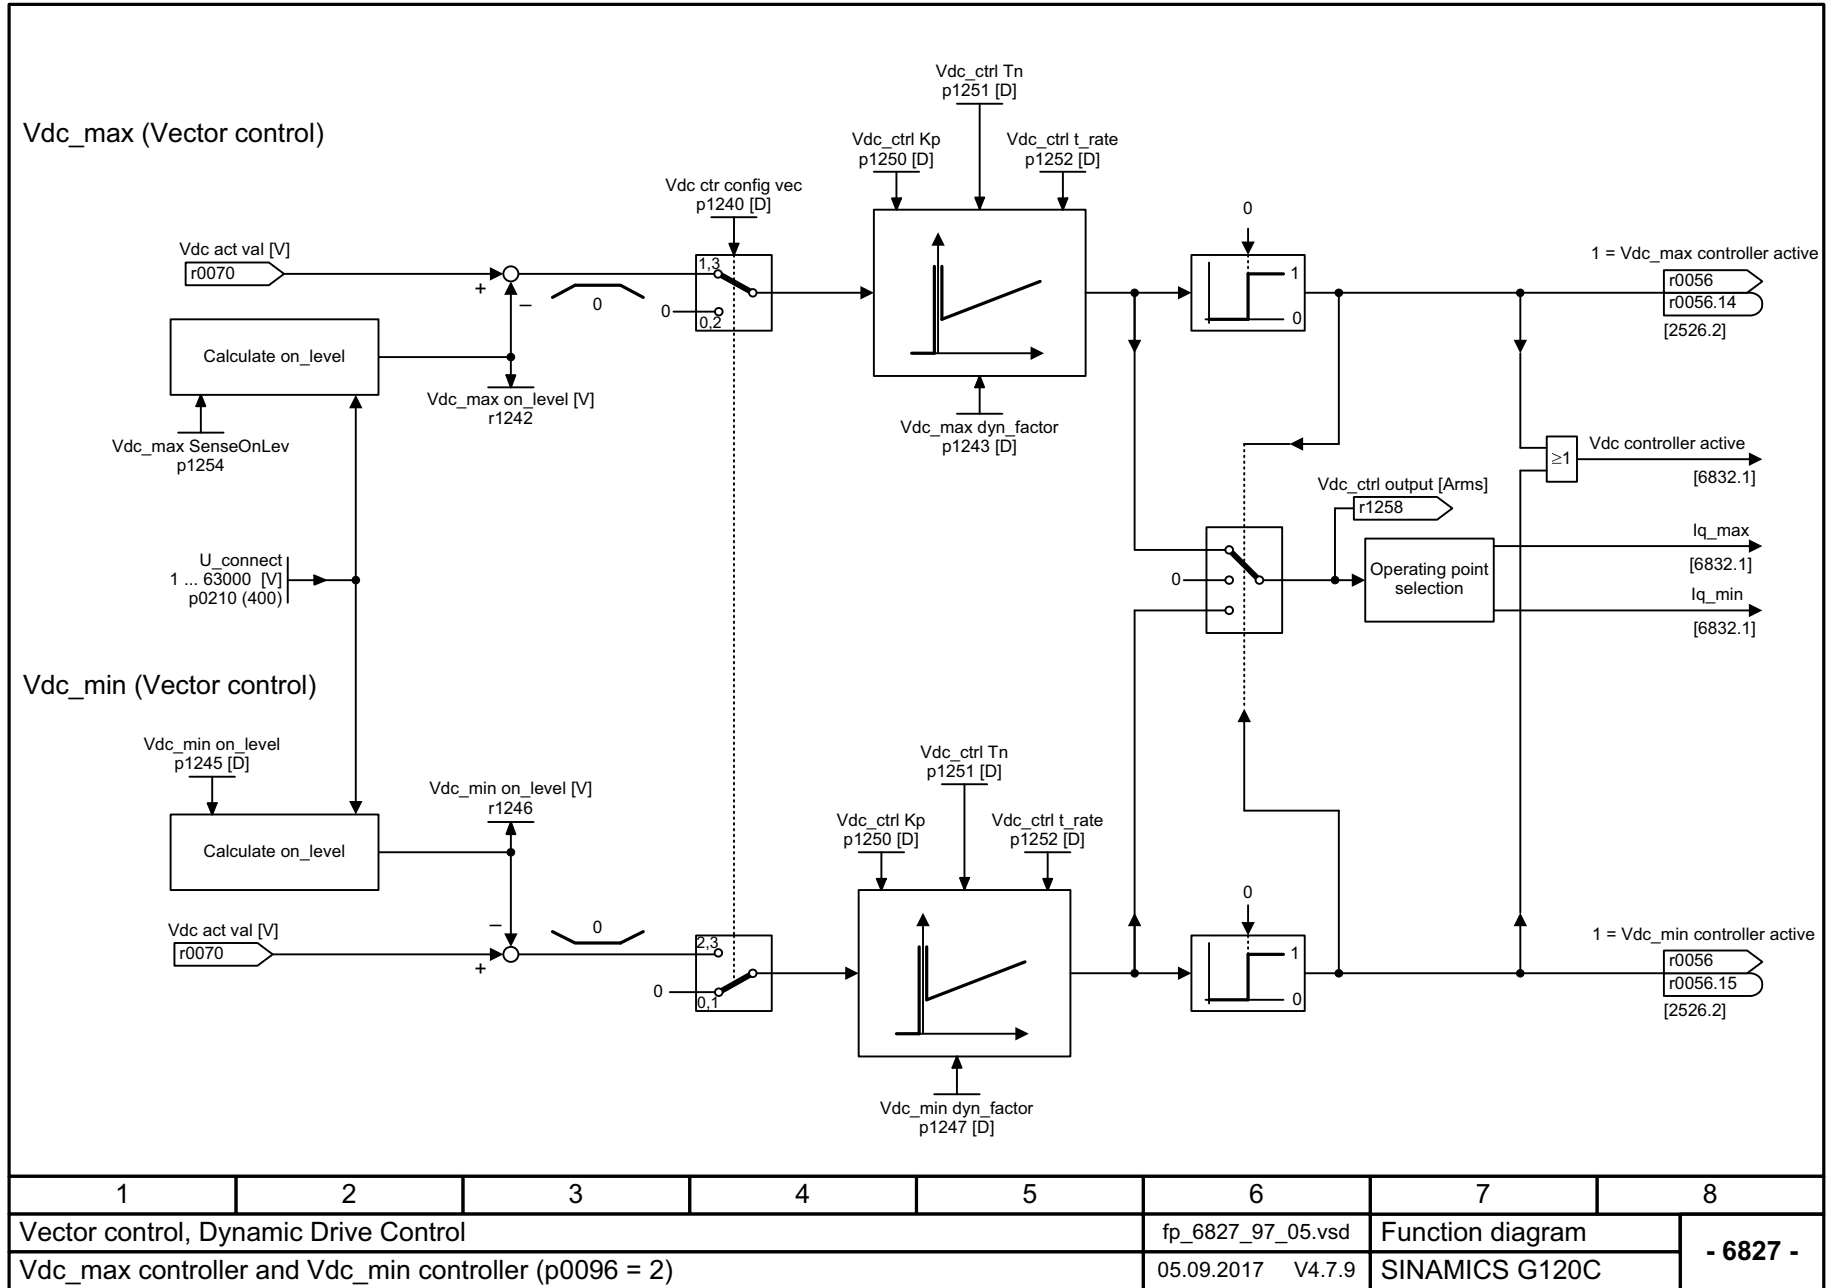 Vdc_max (Vector control)
Vdc_ctrl Tn
p1251 [D]
Vdc_ctrl Kp
p1250 [D]
Vdc_ctrl t_rate
p1252 [D]
Vdc ctr config vec
p1240 [D]
0
Vdc act val [V]
r0070
+
–
0
1,3
0
0,2
1
0
1 = Vdc_max controller active
r0056
r0056.14
[2526.2]
Calculate on_level
Vdc_max on_level [V]
r1242
Vdc_max dyn_factor
p1243 [D]
Vdc_max SenseOnLev
p1254
≥1
Vdc controller active
[6832.1]
Vdc_ctrl output [Arms]
r1258
U_connect
1 ... 63000 [V]
p0210 (400)
0
Operating point
selection
Iq_max
[6832.1]
Iq_min
[6832.1]
Vdc_min (Vector control)
Vdc_min on_level
p1245 [D]
Vdc_min on_level [V]
r1246
Vdc_ctrl Tn
p1251 [D]
Vdc_ctrl Kp
p1250 [D]
Vdc_ctrl t_rate
p1252 [D]
Calculate on_level
0
Vdc act val [V]
r0070
–
+
0
2,3
0
0,1
1
0
1 = Vdc_min controller active
r0056
r0056.15
[2526.2]
Vdc_min dyn_factor
p1247 [D]
1 2 3 4 5 6 7 8
Vector control, Dynamic Drive Control
fp_6827_97_05.vsd
Function diagram
- 6827 -
Vdc_max controller and Vdc_min controller (p0096 = 2)
05.09.2017 V4.7.9
SINAMICS G120C